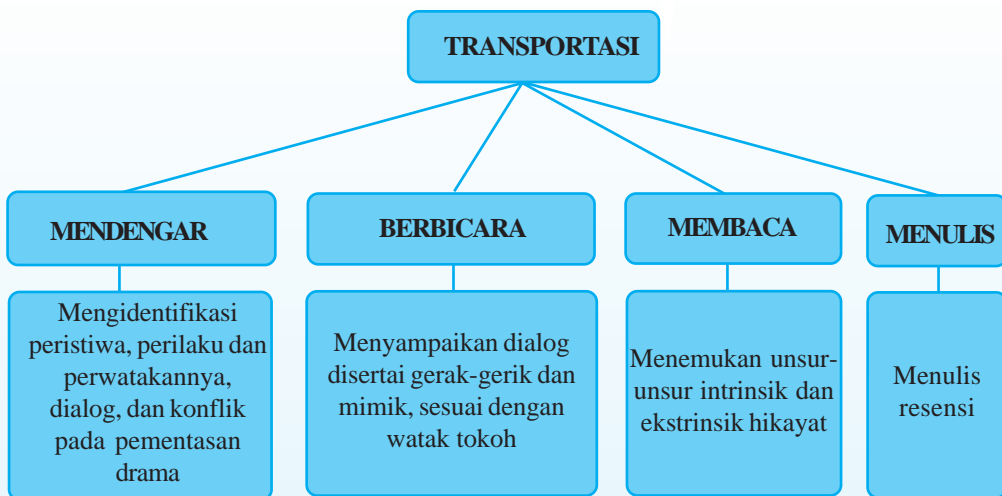 TRANSPORTASI
MENDENGAR
BERBICARA
MEMBACA
MENULIS
Mengidentifikasi
peristiwa, perilaku dan
perwatakannya,
dialog, dan konflik
pada pementasan
drama
Menyampaikan dialog
disertai gerak-gerik dan
mimik, sesuai dengan
watak tokoh
Menemukan unsur-
unsur intrinsik dan
ekstrinsik hikayat
Menulis
resensi